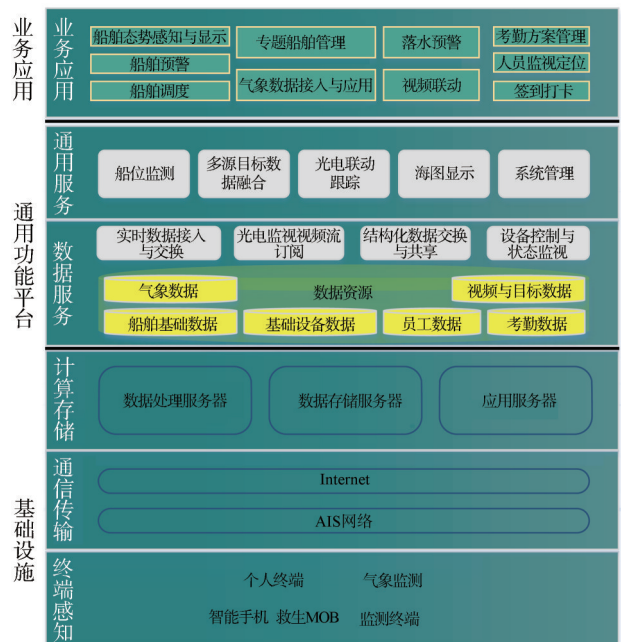 业务应用
业务应用
船舶态势感知与显示
船舶预警
船舶调度
专题船舶管理
气象数据接入与应用
落水预警
视频联动
考勤方案管理
人员监视定位
签到打卡
通用功能平台
通用服务
船位监测
多源目标数
据融合
光电联动
跟踪
海图显示
系统管理
数据服务
实时数据接入
与交换
光电监视视频流
订阅
结构化数据交换
与共享
设备控制与
状态监视
气象数据
数据资源
视频与目标数据
船舶基础数据
基础设备数据
员工数据
考勤数据
基础设施
计算存储
数据处理服务器
数据存储服务器
应用服务器
通信传输
Internet
AIS网络
终端感知
个人终端
气象监测
智能手机 救生MOB
监测终端